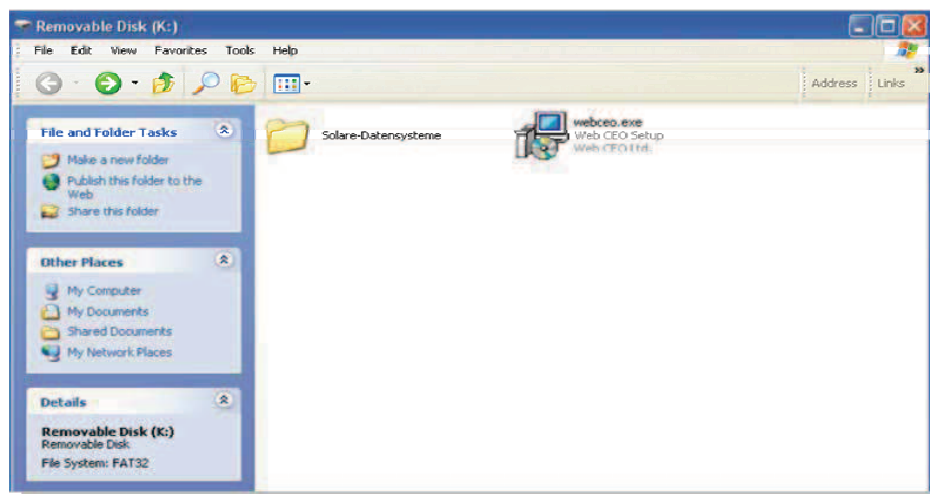 Removable Disk (K:)
File Edit View Favorites Tools Help
Address Links
File and Folder Tasks
Make a new folder
Publish this folder to the
Web
Share this folder
Other Places
My Computer
My Documents
Shared Documents
My Network Places
Details
Removable Disk (K:)
Removable Disk
File System: FAT32
Solare-Datensysteme
webceo.exe
Web CEO Setup
Web CEO Ltd.